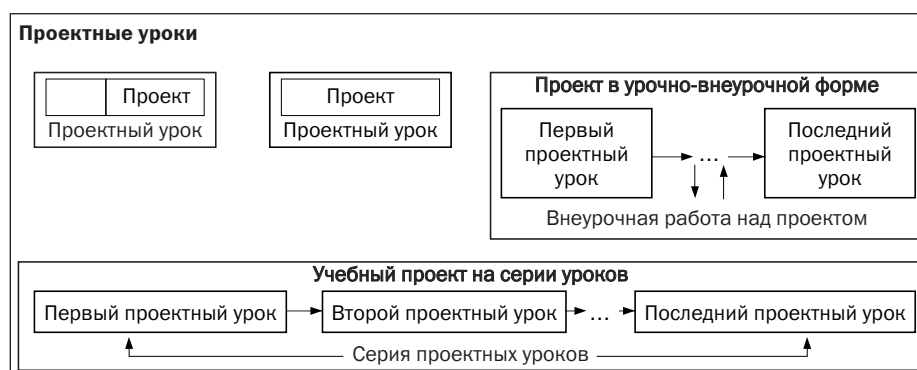 Проектные уроки
Проект
Проектный урок
Проект
Проектный урок
Проект в урочно-внеурочной форме
Первый
проектный
урок
...
Последний
проектный
урок
Внеурочная работа над проектом
Учебный проект на серии уроков
Первый проектный урок
Второй проектный урок
...
Последний проектный урок
Серия проектных уроков